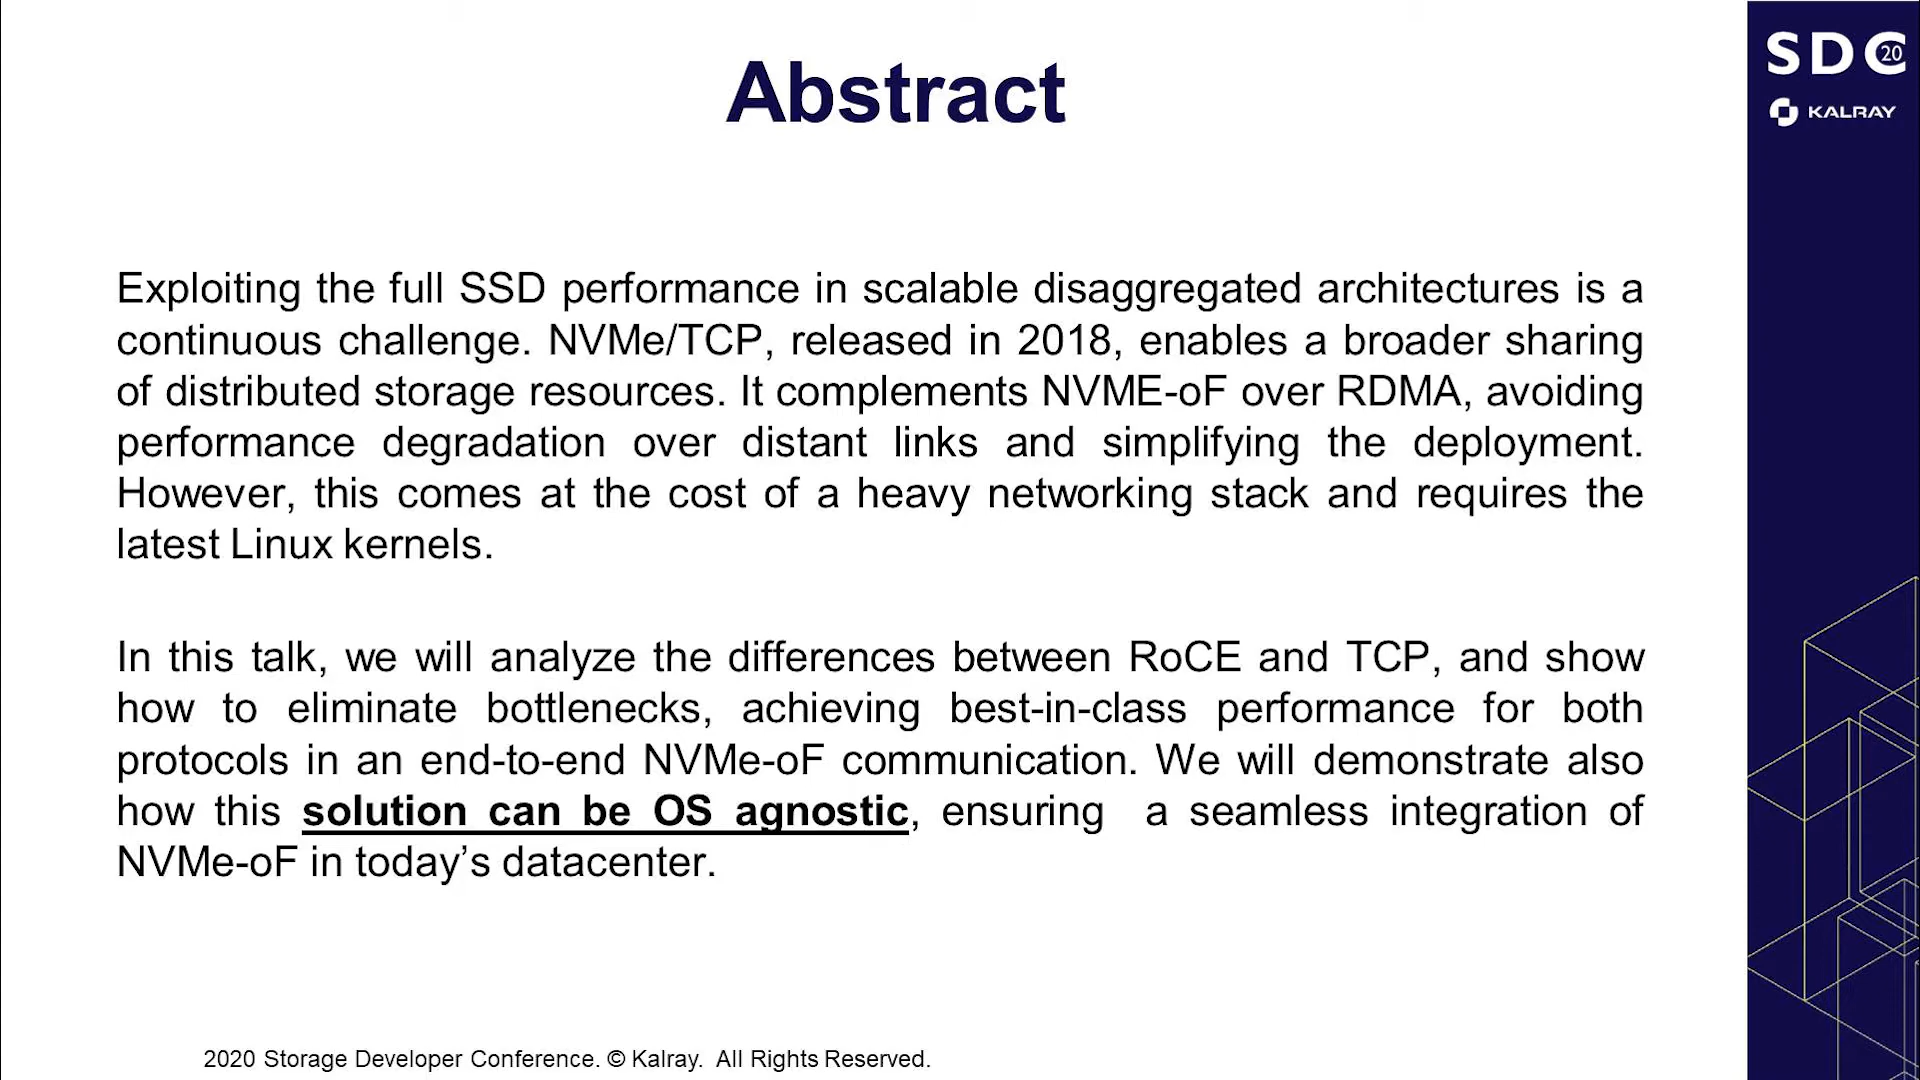 Abstract
SDC 20
KALRAY
Exploiting the full SSD performance in scalable disaggregated architectures is a
continuous challenge. NVMe/TCP, released in 2018, enables a broader sharing
of distributed storage resources. It complements NVME-oF over RDMA, avoiding
performance degradation over distant links and simplifying the deployment.
However, this comes at the cost of a heavy networking stack and requires the
latest Linux kernels.
In this talk, we will analyze the differences between RoCE and TCP, and show
how to eliminate bottlenecks, achieving best-in-class performance for both
protocols in an end-to-end NVMe-oF communication. We will demonstrate also
how this solution can be OS agnostic, ensuring a seamless integration of
NVMe-oF in today’s datacenter.
2020 Storage Developer Conference. © Kalray. All Rights Reserved.